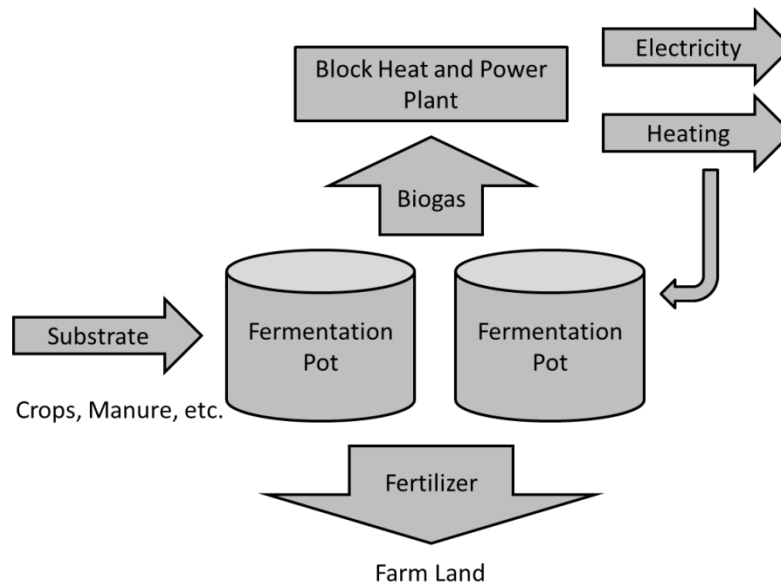 Electricity
Block Heat and Power
Plant
Heating
Biogas
Substrate
Fermentation
Pot
Fermentation
Pot
Crops, Manure, etc.
Fertilizer
Farm Land